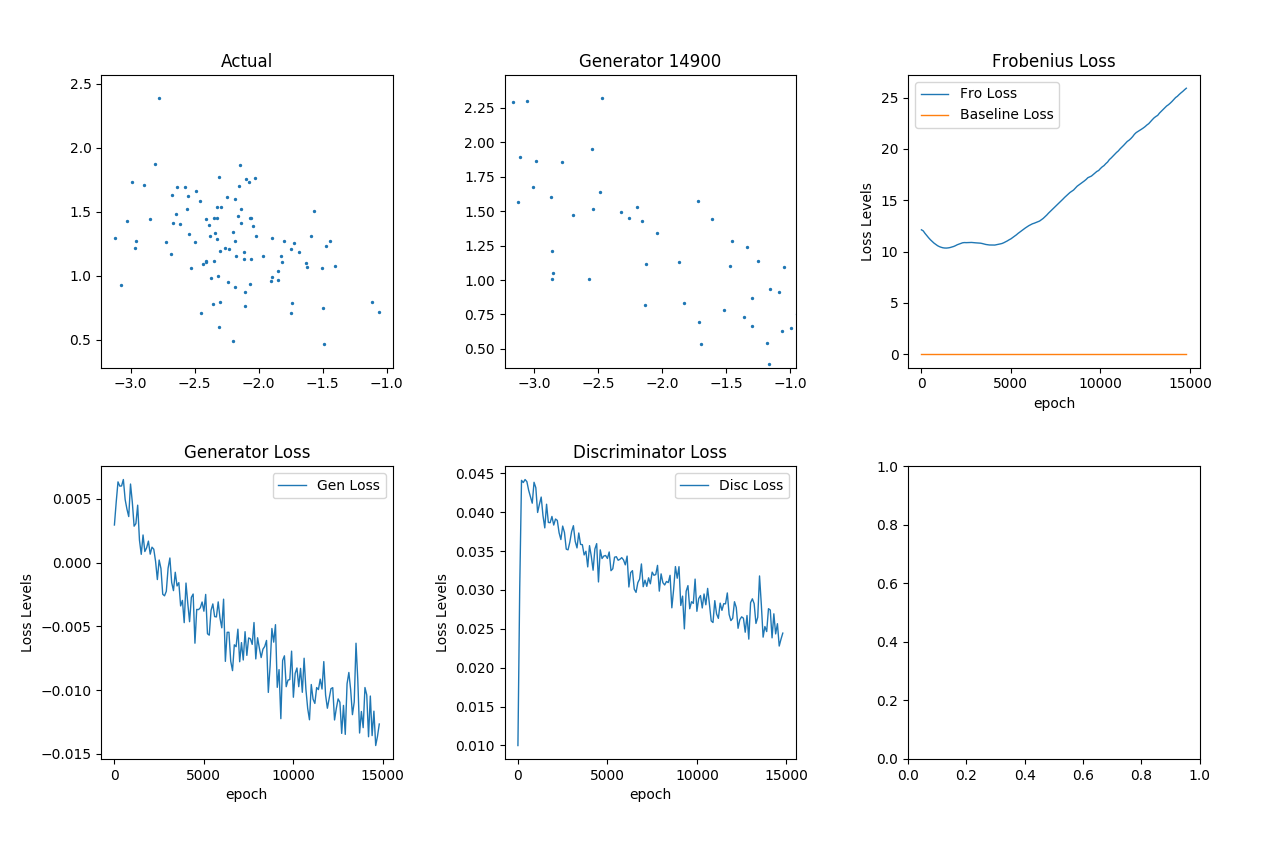 Actual
2.5
2.0
1.5
1.0
0.5
−3.0 −2.5 −2.0 −1.5 −1.0
Generator 14900
2.25
2.00
1.75
1.50
1.25
1.00
0.75
0.50
−3.0 −2.5 −2.0 −1.5 −1.0
Frobenius Loss
Fro Loss
Baseline Loss
Loss Levels
25
20
15
10
5
0
0 5000 10000 15000
epoch
Generator Loss
Gen Loss
Loss Levels
0.005
0.000
−0.005
−0.010
−0.015
0 5000 10000 15000
epoch
Discriminator Loss
Disc Loss
Loss Levels
0.045
0.040
0.035
0.030
0.025
0.020
0.015
0.010
0 5000 10000 15000
epoch
1.0
0.8
0.6
0.4
0.2
0.0
0.0 0.2 0.4 0.6 0.8 1.0